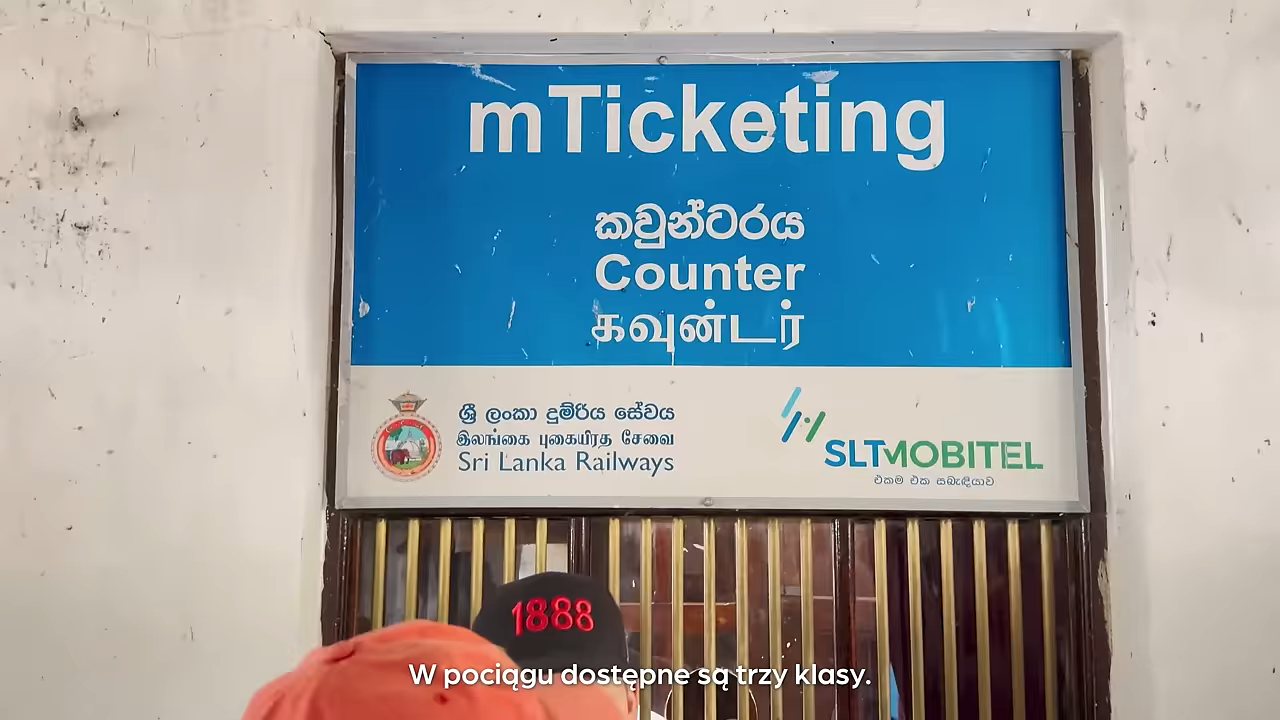 mTicketing
කවුන්ටරය
Counter
கவுன்டர்
ශ්‍රී ලංකා දුම්රිය සේවය
இலங்கை புகையிரத சேவை
Sri Lanka Railways
SLTMOBITEL
එකම එක සබැඳියාව
1888
W pociągu dostępne są trzy klasy.